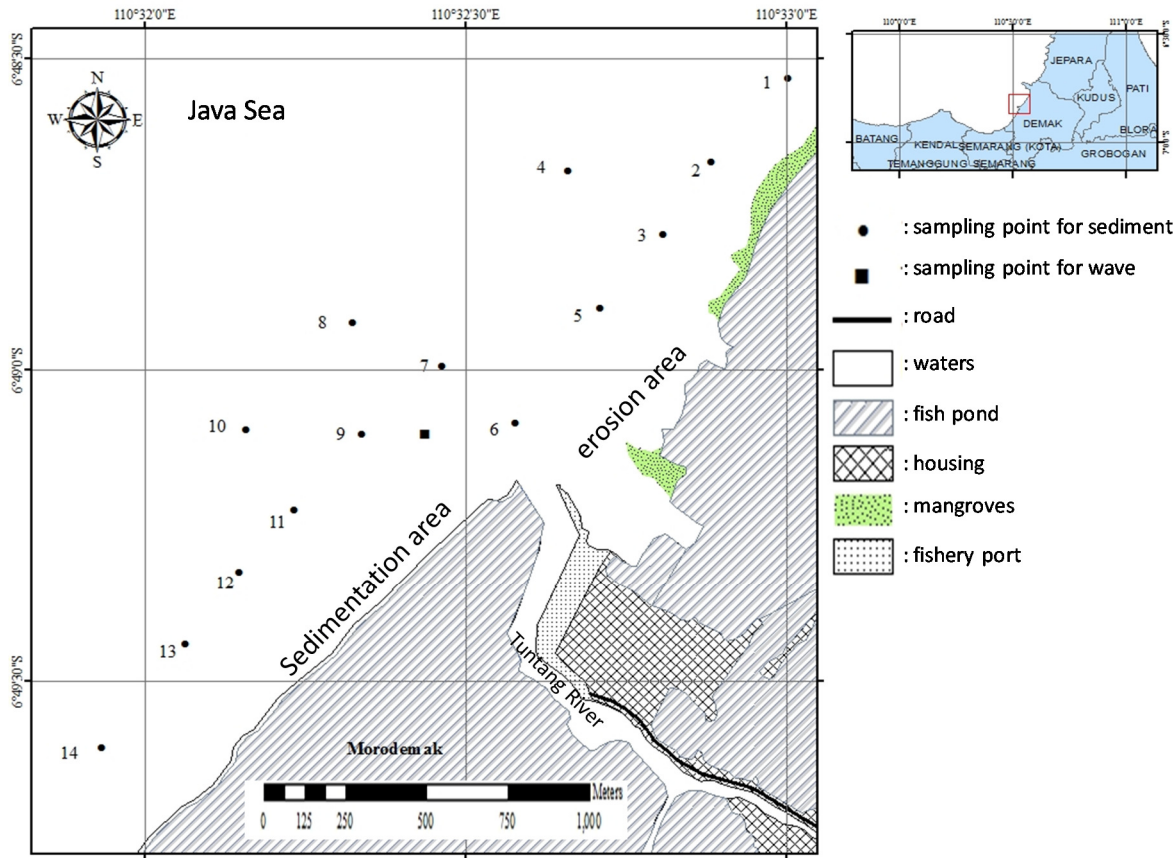 110°32'0"E
110°32'30"E
110°33'0"E
6°48'30"S
6°49'0"S
6°49'30"S
N
W
E
S
Java Sea
1
2
3
4
5
6
7
8
9
10
11
12
13
14
erosion area
Sedimentation area
Tuntang River
Morodemak
Meters
0 125 250 500 750 1,000
110°0'0"E
110°30'0"E
111°0'0"E
7°0'0"S
JEPARA
PATI
KUDUS
DEMAK
BLORA
BATANG
KENDAL
SEMARANG (KOTA)
GROBOGAN
TEMANGGUNG
SEMARANG
: sampling point for sediment
: sampling point for wave
: road
: waters
: fish pond
: housing
: mangroves
: fishery port